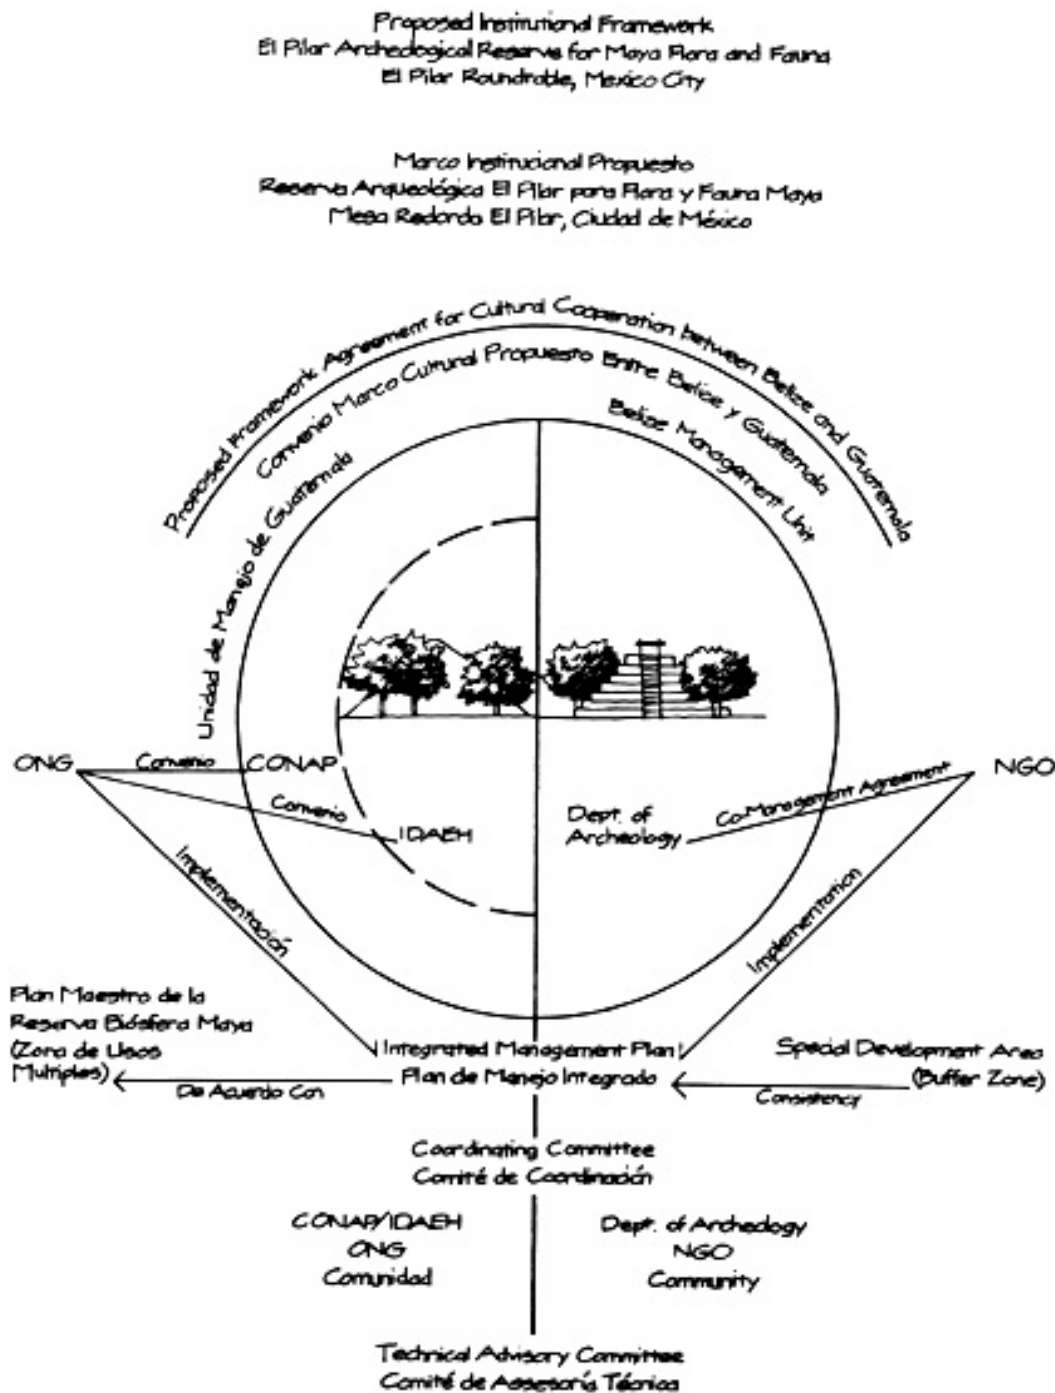 Proposed Institutional Framework
El Pilar Archeological Reserve for Maya Flora and Fauna
El Pilar Roundtable, Mexico City
Marco Institucional Propuesto
Reserva Arqueológica El Pilar para Flora y Fauna Maya
Mesa Redonda El Pilar, Ciudad de México
Proposed Framework Agreement for Cultural Cooperation between Belize and Guatemala
Convenio Marco Cultural Propuesto Entre Belice y Guatemala
Unidad de Manejo de Guatemala
Belize Management Unit
ONG
Convenio
CONAP
Convenio
IDAEH
Dept. of
Archeology
Co-Management Agreement
NGO
Implementación
Implementation
Plan Maestro de la
Reserva Biósfera Maya
(Zona de Usos
Multiples)
De Acuerdo Con
Integrated Management Plan
Plan de Manejo Integrado
Special Development Area
(Buffer Zone)
Consistency
Coordinating Committee
Comité de Coordinación
CONAP/IDAEH
ONG
Comunidad
Dept. of Archeology
NGO
Community
Technical Advisory Committee
Comité de Assesoría Técnica